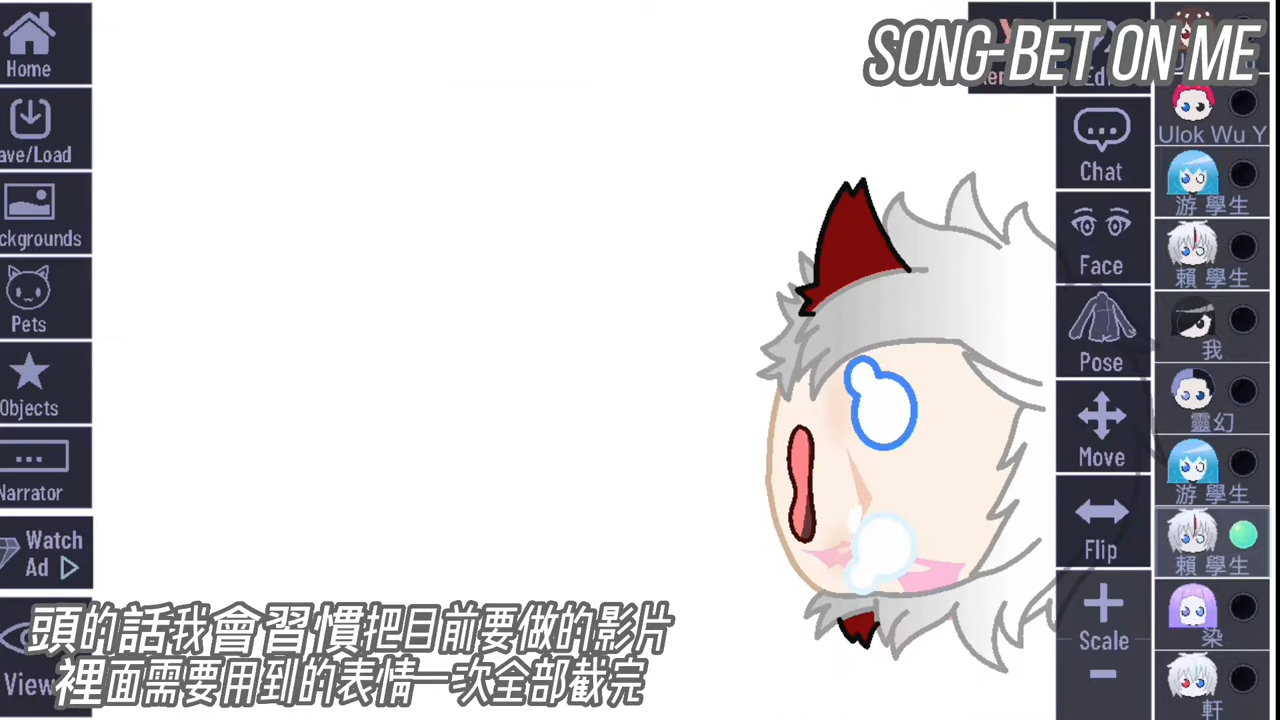 SONG-BET ON ME
Home
ave/Load
ckgrounds
Pets
Objects
Narrator
Watch
Ad
View
Chat
Face
Pose
Move
Flip
Scale
Ulok Wu Y
游 學生
賴 學生
我
靈幻
游 學生
賴 學生
染
軒
頭的話我會習慣把目前要做的影片
裡面需要用到的表情一次全部截完